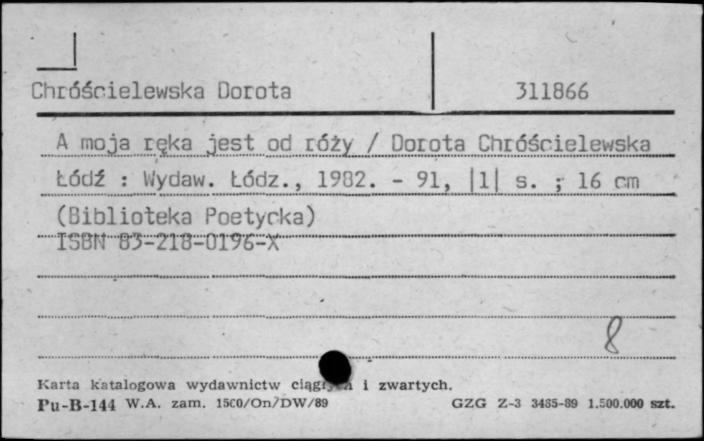 Chróścielewska Dorota 311866
A moja ręka jest od róży / Dorota Chróścielewska
Łódź : Wydaw. Łódz., 1982. - 91, |1| s. ; 16 cm
(Biblioteka Poetycka)
ISBN 83-218-0196-X
8
Karta katalogowa wydawnictw ciągłych i zwartych.
Pu-B-144 W.A. zam. 1500/On/DW/89 GZG Z-3 3485-89 1.500.000 szt.